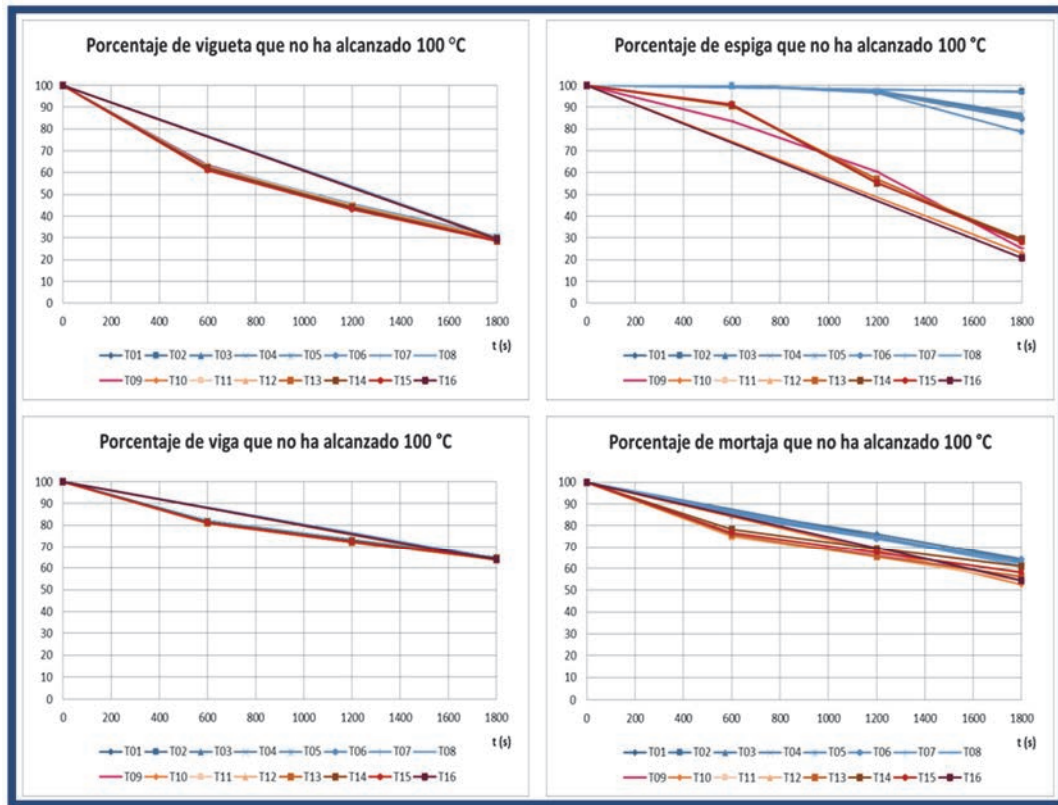 Porcentaje de vigueta que no ha alcanzado 100 °C
100
90
80
70
60
50
40
30
20
10
0
0 200 400 600 800 1000 1200 1400 1600 1800
t (s)
T01 T02 T03 T04 T05 T06 T07 T08
T09 T10 T11 T12 T13 T14 T15 T16
Porcentaje de espiga que no ha alcanzado 100 °C
100
90
80
70
60
50
40
30
20
10
0
0 200 400 600 800 1000 1200 1400 1600 1800
t (s)
T01 T02 T03 T04 T05 T06 T07 T08
T09 T10 T11 T12 T13 T14 T15 T16
Porcentaje de viga que no ha alcanzado 100 °C
100
90
80
70
60
50
40
30
20
10
0
0 200 400 600 800 1000 1200 1400 1600 1800
t (s)
T01 T02 T03 T04 T05 T06 T07 T08
T09 T10 T11 T12 T13 T14 T15 T16
Porcentaje de mortaja que no ha alcanzado 100 °C
100
90
80
70
60
50
40
30
20
10
0
0 200 400 600 800 1000 1200 1400 1600 1800
t (s)
T01 T02 T03 T04 T05 T06 T07 T08
T09 T10 T11 T12 T13 T14 T15 T16